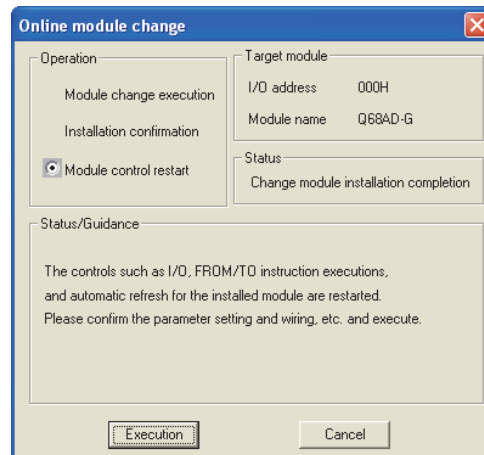 Online module change
Operation
Module change execution
Installation confirmation
Module control restart
Target module
I/O address 000H
Module name Q68AD-G
Status
Change module installation completion
Status/Guidance
The controls such as I/O, FROM/TO instruction executions,
and automatic refresh for the installed module are restarted.
Please confirm the parameter setting and wiring, etc. and execute.
Execution
Cancel